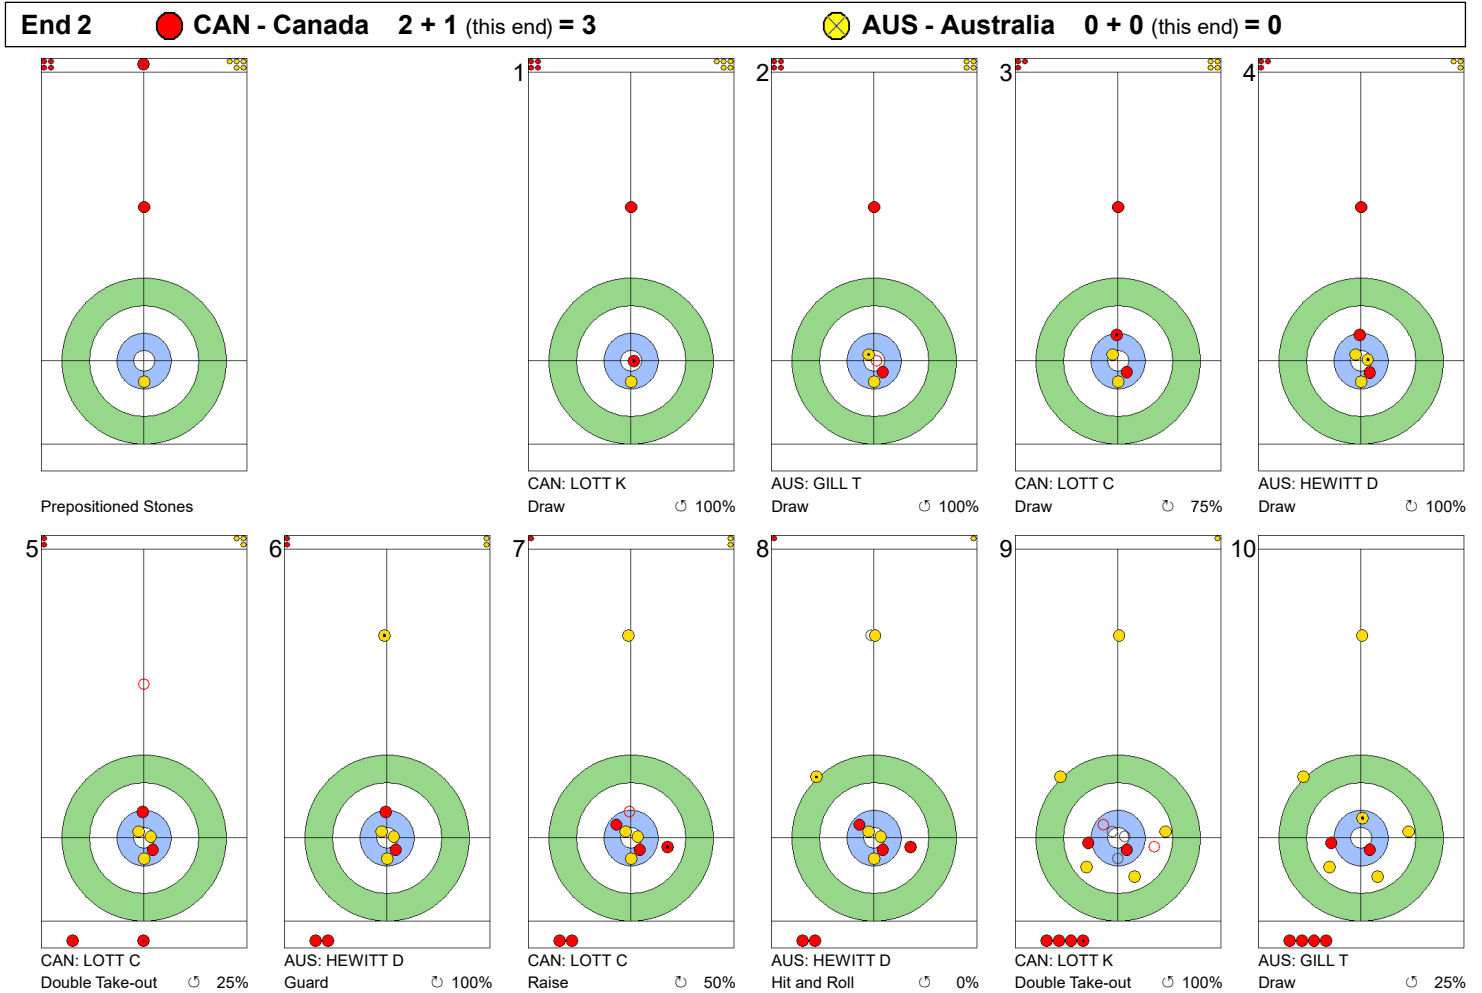 End 2 CAN - Canada 2 + 1 (this end) = 3 AUS - Australia 0 + 0 (this end) = 0
1 2 3 4
CAN: LOTT K AUS: GILL T CAN: LOTT C AUS: HEWITT D
Prepositioned Stones Draw ↺ 100% Draw ↺ 100% Draw ↻ 75% Draw ↻ 100%
5 6 7 8 9 10
CAN: LOTT C AUS: HEWITT D CAN: LOTT C AUS: HEWITT D CAN: LOTT K AUS: GILL T
Double Take-out ↺ 25% Guard ↻ 100% Raise ↻ 50% Hit and Roll ↻ 0% Double Take-out ↺ 100% Draw ↺ 25%